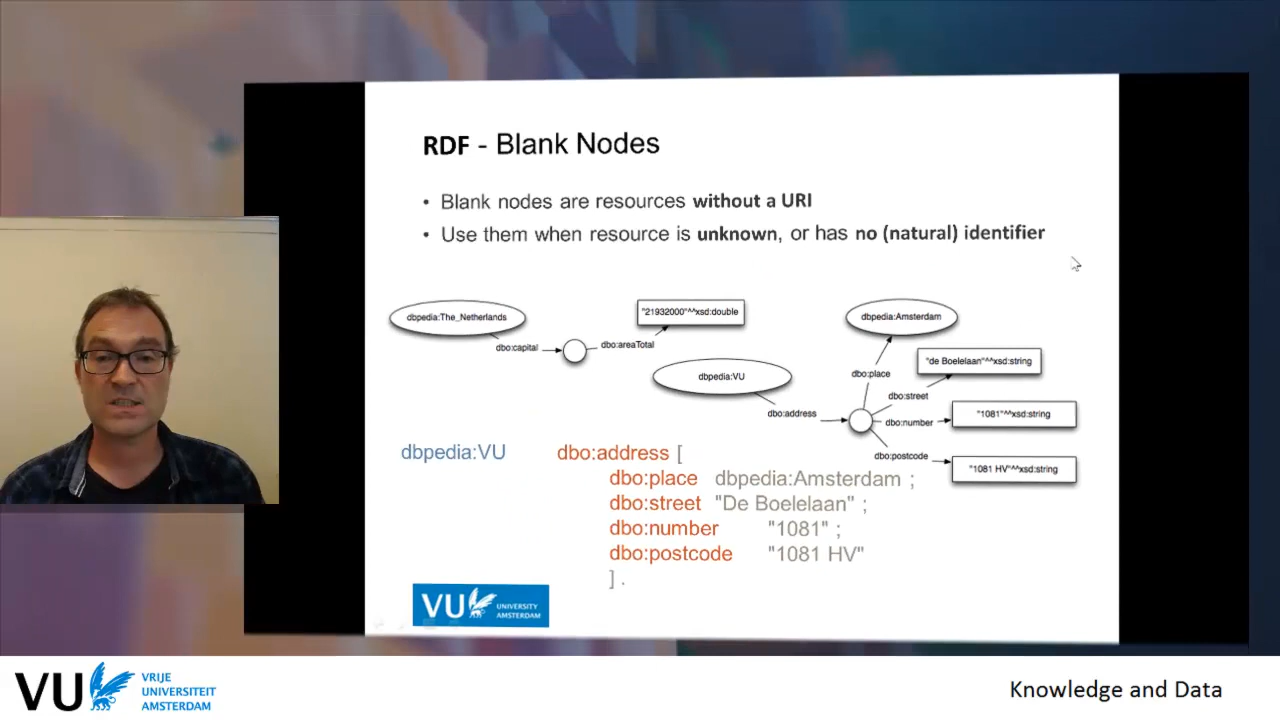 RDF - Blank Nodes
• Blank nodes are resources without a URI
• Use them when resource is unknown, or has no (natural) identifier
dbpedia:The_Netherlands
dbo:capital
dbo:areaTotal
"21932000"^^xsd:double
dbpedia:VU
dbo:address
dbpedia:Amsterdam
dbo:place
"de Boelelaan"^^xsd:string
dbo:street
"1081"^^xsd:string
dbo:number
dbo:postcode
"1081 HV"^^xsd:string
dbpedia:VU dbo:address [
dbo:place dbpedia:Amsterdam ;
dbo:street "De Boelelaan" ;
dbo:number "1081" ;
dbo:postcode "1081 HV"
] .
VU UNIVERSITY
AMSTERDAM
VU VRIJE
UNIVERSITEIT
AMSTERDAM
Knowledge and Data